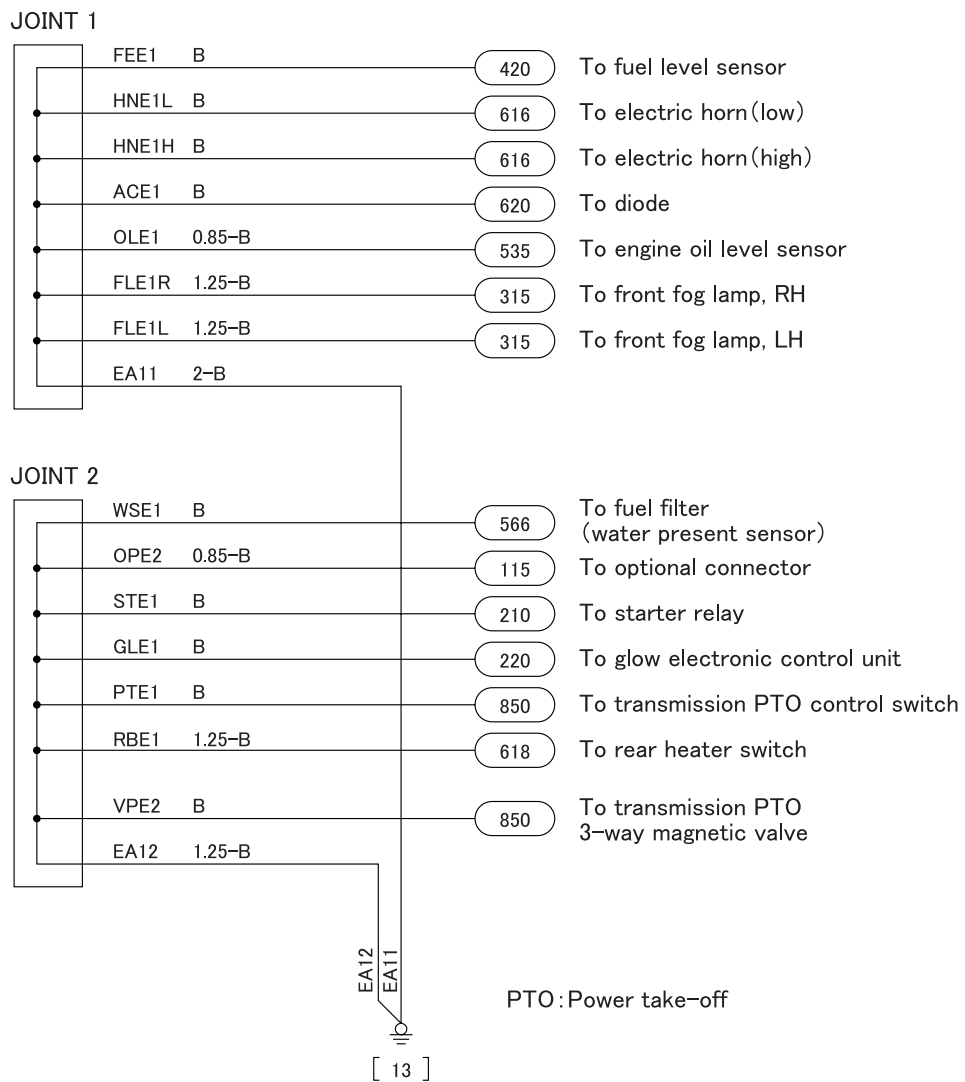 JOINT 1
FEE1 B 420 To fuel level sensor
HNE1L B 616 To electric horn(low)
HNE1H B 616 To electric horn(high)
ACE1 B 620 To diode
OLE1 0.85-B 535 To engine oil level sensor
FLE1R 1.25-B 315 To front fog lamp, RH
FLE1L 1.25-B 315 To front fog lamp, LH
EA11 2-B
JOINT 2
WSE1 B 566 To fuel filter
(water present sensor)
OPE2 0.85-B 115 To optional connector
STE1 B 210 To starter relay
GLE1 B 220 To glow electronic control unit
PTE1 B 850 To transmission PTO control switch
RBE1 1.25-B 618 To rear heater switch
VPE2 B 850 To transmission PTO
3-way magnetic valve
EA12 1.25-B
EA12
EA11
PTO:Power take-off
[ 13 ]